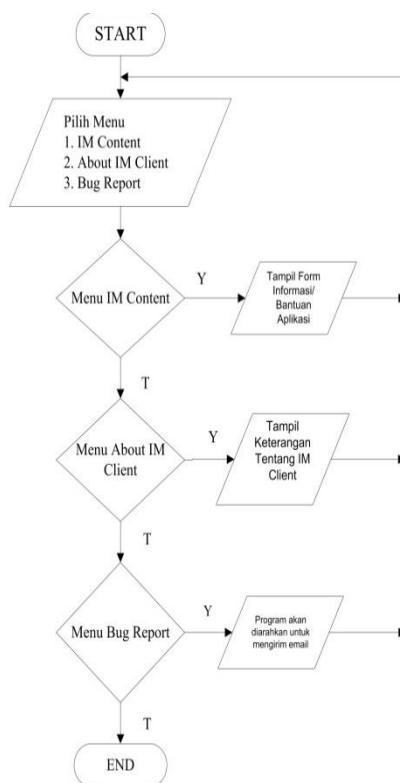 START
Pilih Menu
1. IM Content
2. About IM Client
3. Bug Report
Menu IM Content
Y
Tampil Form
Informasi/
Bantuan
Aplikasi
T
Menu About IM
Client
Y
Tampil
Keterangan
Tentang IM
Client
T
Menu Bug Report
Y
Program akan
diarahkan untuk
mengirim email
T
END